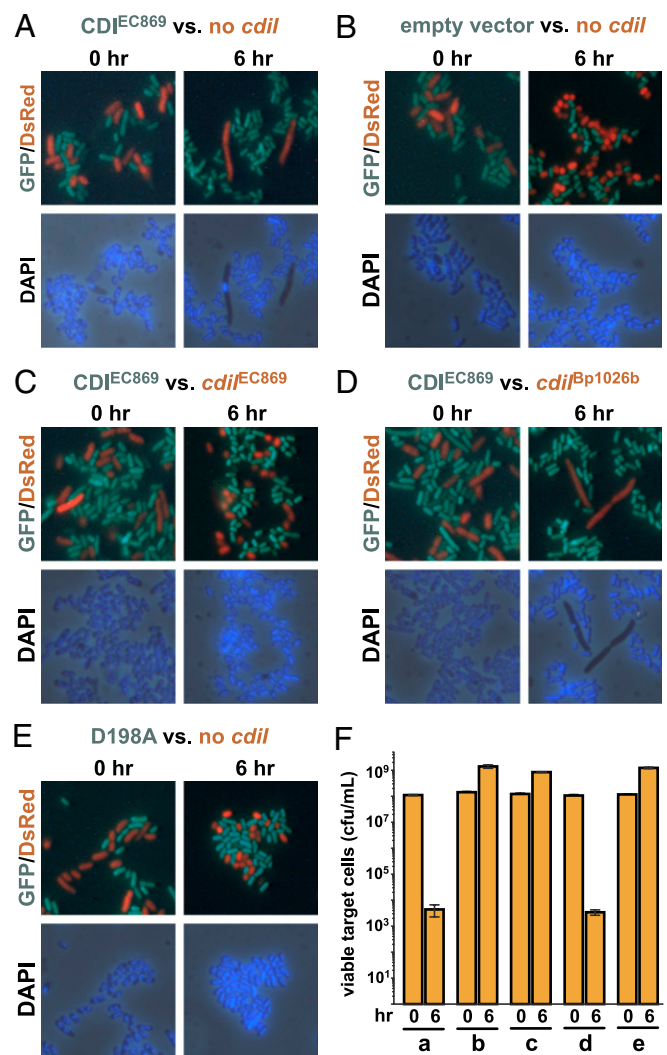 A
CDI^EC869 vs. no cdiI
0 hr 6 hr
GFP/DsRed
DAPI
B
empty vector vs. no cdiI
0 hr 6 hr
GFP/DsRed
DAPI
C
CDI^EC869 vs. cdiI^EC869
0 hr 6 hr
GFP/DsRed
DAPI
D
CDI^EC869 vs. cdiI^Bp1026b
0 hr 6 hr
GFP/DsRed
DAPI
E
D198A vs. no cdiI
0 hr 6 hr
GFP/DsRed
DAPI
F
viable target cells (cfu/mL)
10^9
10^7
10^5
10^3
10^1
hr 0 6 0 6 0 6 0 6 0 6
a b c d e